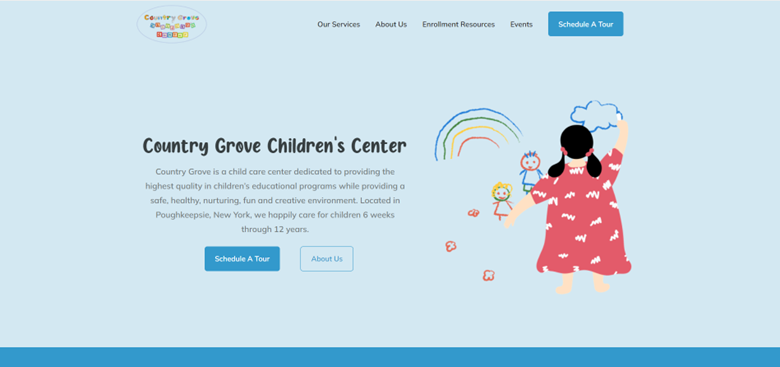 Country Grove
Our Services
About Us
Enrollment Resources
Events
Schedule A Tour
Country Grove Children's Center
Country Grove is a child care center dedicated to providing the
highest quality in children's educational programs while providing a
safe, healthy, nurturing, fun and creative environment. Located in
Poughkeepsie, New York, we happily care for children 6 weeks
through 12 years.
Schedule A Tour
About Us